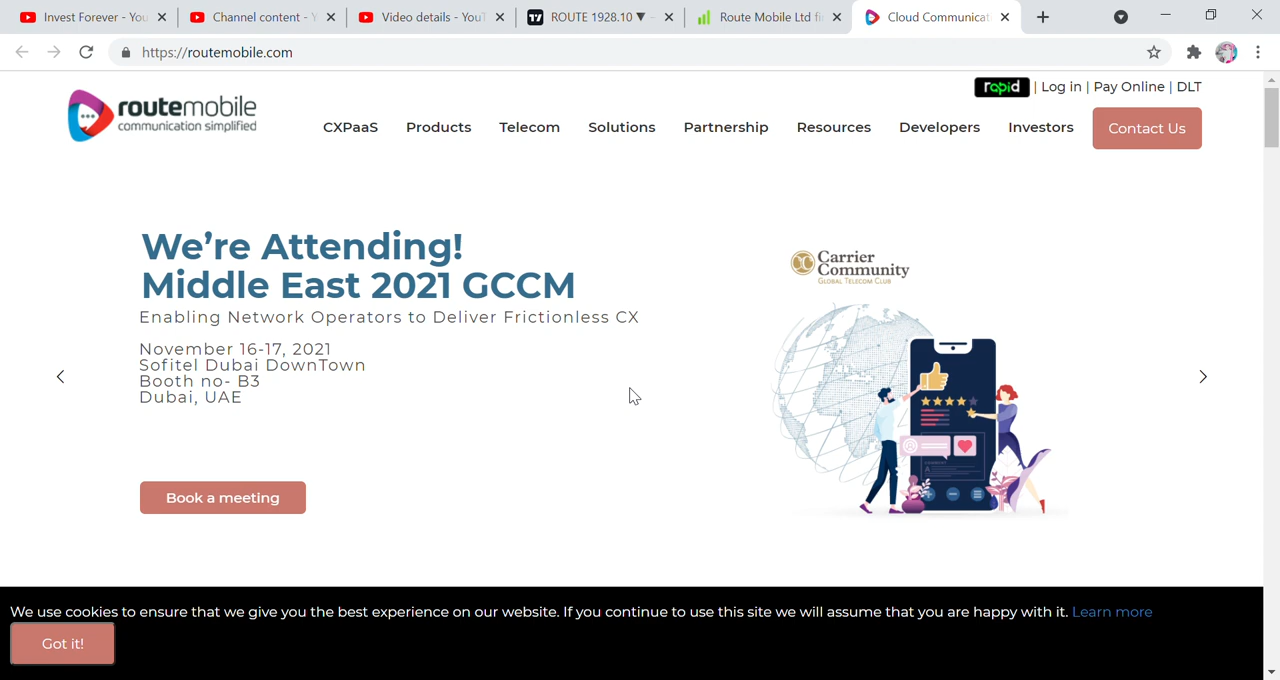 Invest Forever - You
Channel content - Y
Video details - YouT
ROUTE 1928.10 ▼ -
Route Mobile Ltd fi
Cloud Communicat
https://routemobile.com
rapid | Log in | Pay Online | DLT
routemobile
communication simplified
CXPaaS Products Telecom Solutions Partnership Resources Developers Investors Contact Us
We're Attending!
Middle East 2021 GCCM
Enabling Network Operators to Deliver Frictionless CX
November 16-17, 2021
Sofitel Dubai DownTown
Booth no- B3
Dubai, UAE
Carrier
Community
GLOBAL TELECOM CLUB
Book a meeting
We use cookies to ensure that we give you the best experience on our website. If you continue to use this site we will assume that you are happy with it. Learn more
Got it!